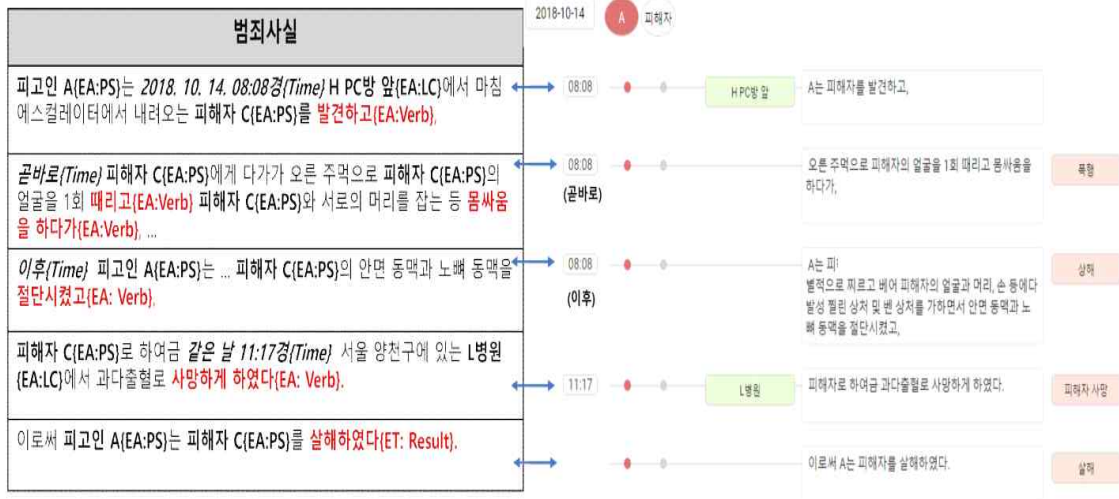 범죄사실
피고인 A{EA:PS}는 2018. 10. 14. 08:08경{Time} H PC방 앞{EA:LC}에서 마침
에스컬레이터에서 내려오는 피해자 C{EA:PS}를 발견하고{EA:Verb},
곧바로{Time} 피해자 C{EA:PS}에게 다가가 오른 주먹으로 피해자 C{EA:PS}의
얼굴을 1회 때리고{EA:Verb} 피해자 C{EA:PS}와 서로의 머리를 잡는 등 몸싸움
을 하다가{EA:Verb}, ...
이후{Time} 피고인 A{EA:PS}는 ... 피해자 C{EA:PS}의 안면 동맥과 노뼈 동맥을
절단시켰고{EA: Verb},
피해자 C{EA:PS}로 하여금 같은 날 11:17경{Time} 서울 양천구에 있는 L병원
{EA:LC}에서 과다출혈로 사망하게 하였다{EA: Verb}.
이로써 피고인 A{EA:PS}는 피해자 C{EA:PS}를 살해하였다{ET: Result}.
2018-10-14 A 피해자
08:08 H PC방 앞 A는 피해자를 발견하고,
08:08 오른 주먹으로 피해자의 얼굴을 1회 때리고 몸싸움을 폭행
(곧바로) 하다가,
08:08 A는 피 상해
(이후) 별적으로 찌르고 베어 피해자의 얼굴과 머리, 손 등에 다
발성 찔린 상처 및 벤 상처를 가하면서 안면 동맥과 노
뼈 동맥을 절단시켰고,
11:17 L병원 피해자로 하여금 과다출혈로 사망하게 하였다. 피해자 사망
이로써 A는 피해자를 살해하였다. 살해